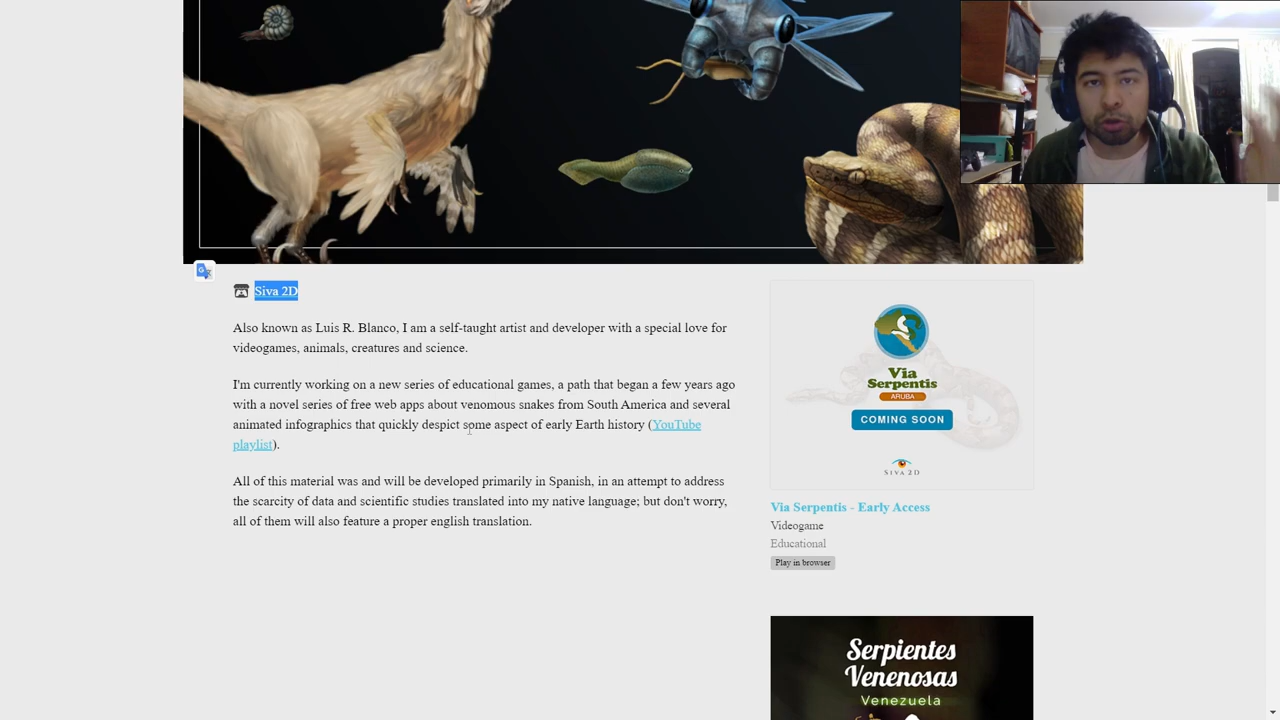 Siva 2D
Also known as Luis R. Blanco, I am a self-taught artist and developer with a special love for
videogames, animals, creatures and science.
I'm currently working on a new series of educational games, a path that began a few years ago
with a novel series of free web apps about venomous snakes from South America and several
animated infographics that quickly despict some aspect of early Earth history (YouTube
playlist).
All of this material was and will be developed primarily in Spanish, in an attempt to address
the scarcity of data and scientific studies translated into my native language; but don't worry,
all of them will also feature a proper english translation.
Via
Serpentis
ARUBA
COMING SOON
SIVA 2D
Via Serpentis - Early Access
Videogame
Educational
Play in browser
Serpientes
Venenosas
Venezuela